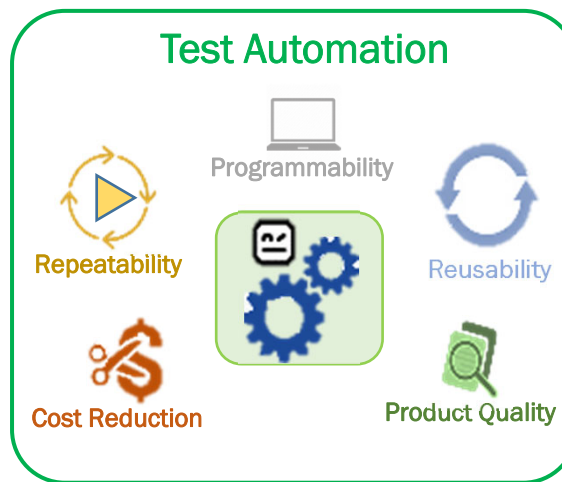 Test Automation
Programmability
Repeatability
Reusability
Cost Reduction
Product Quality